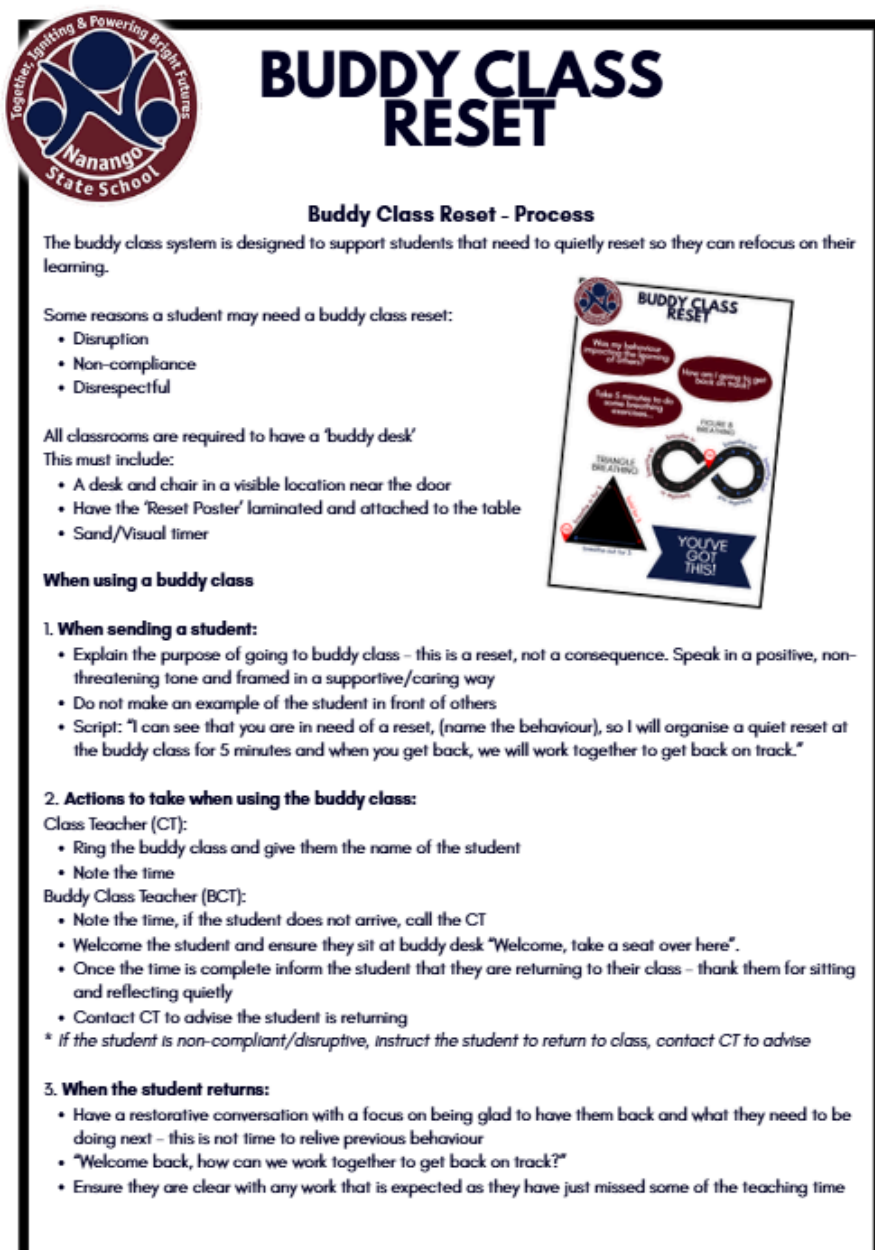 Together, Igniting & Powering Bright Futures
Nanango
State School
BUDDY CLASS
RESET
Buddy Class Reset - Process
The buddy class system is designed to support students that need to quietly reset so they can refocus on their
learning.
Some reasons a student may need a buddy class reset:
• Disruption
• Non-compliance
• Disrespectful
All classrooms are required to have a 'buddy desk'
This must include:
• A desk and chair in a visible location near the door
• Have the 'Reset Poster' laminated and attached to the table
• Sand/Visual timer
BUDDY CLASS
RESET
Was my behaviour
impacting the learning
of others?
How am I going to get
back on track?
Take 5 minutes to do
some breathing
exercises...
FIGURE 8
BREATHING
breathe in
breathe out
TRIANGLE
BREATHING
breathe in for 3
hold for 3
breathe out for 3
YOU'VE
GOT
THIS!
When using a buddy class
1. When sending a student:
• Explain the purpose of going to buddy class – this is a reset, not a consequence. Speak in a positive, non-
threatening tone and framed in a supportive/caring way
• Do not make an example of the student in front of others
• Script: "I can see that you are in need of a reset, (name the behaviour), so I will organise a quiet reset at
the buddy class for 5 minutes and when you get back, we will work together to get back on track."
2. Actions to take when using the buddy class:
Class Teacher (CT):
• Ring the buddy class and give them the name of the student
• Note the time
Buddy Class Teacher (BCT):
• Note the time, if the student does not arrive, call the CT
• Welcome the student and ensure they sit at buddy desk "Welcome, take a seat over here".
• Once the time is complete inform the student that they are returning to their class – thank them for sitting
and reflecting quietly
• Contact CT to advise the student is returning
* If the student is non-compliant/disruptive, instruct the student to return to class, contact CT to advise
3. When the student returns:
• Have a restorative conversation with a focus on being glad to have them back and what they need to be
doing next – this is not time to relive previous behaviour
• "Welcome back, how can we work together to get back on track?"
• Ensure they are clear with any work that is expected as they have just missed some of the teaching time